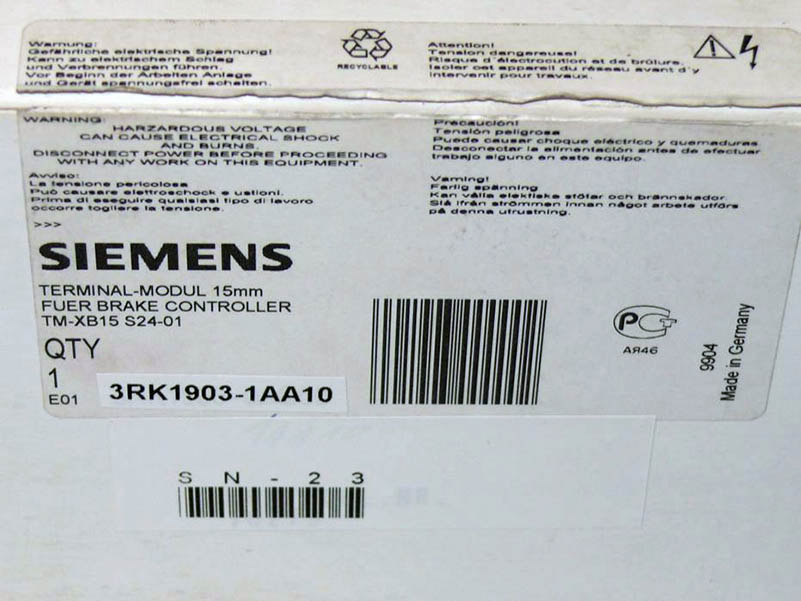 Warnung:
Gefährliche elektrische Spannung!
Kann zu elektrischem Schlag
und Verbrennungen führen.
Vor Beginn der Arbeiten Anlage
und Gerät spannungsfrei schalten.
RECYCLABLE
Attention!
Tension dangereuse!
Risque d'électrocution et de brûlure.
Isoler cet appareil du réseau avant d'y
intervenir pour travaux.
WARNING:
HARZARDOUS VOLTAGE
CAN CAUSE ELECTRICAL SHOCK
AND BURNS.
DISCONNECT POWER BEFORE PROCEEDING
WITH ANY WORK ON THIS EQUIPMENT.
Avviso:
La tensione pericolosa
Può causare elettroschock e ustioni.
Prima di eseguire qualsiasi tipo di lavoro
occorre togliere la tensione.
>>>
Precaución!
Tensión peligrosa
Puede causar choque eléctrico y quemaduras
Desconectar la alimentación antes de efectuar
trabajo alguno en este equipo.
Varning!
Farlig spänning
Kan vålla elektriska stötar och brännskador.
Slå ifrån strömmen innan något arbete utförs
på denna utrustning.
SIEMENS
TERMINAL-MODUL 15mm
FUER BRAKE CONTROLLER
TM-XB15 S24-01
QTY
1
E01
3RK1903-1AA10
АЯ46
9904
Made in Germany
SN-23